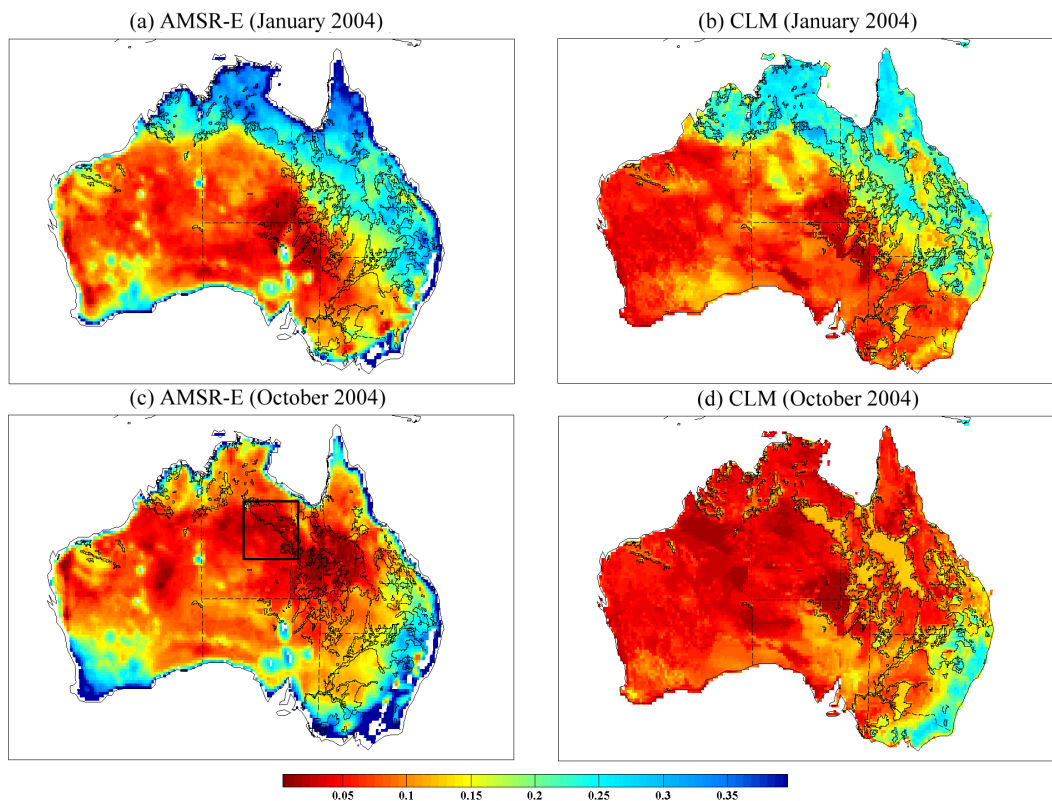 (a) AMSR-E (January 2004) (b) CLM (January 2004)
(c) AMSR-E (October 2004) (d) CLM (October 2004)
0.05 0.1 0.15 0.2 0.25 0.3 0.35